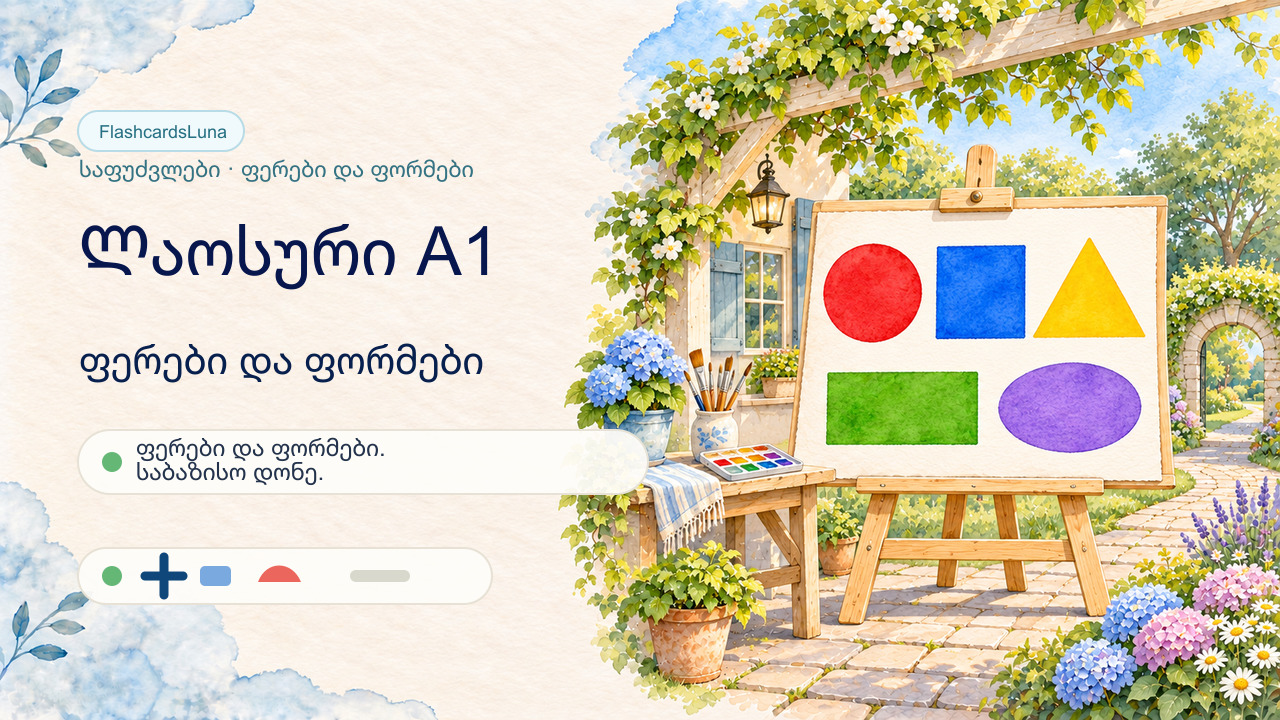 FlashcardsLuna
საფუძვლები · ფერები და ფორმები
ლაოსური A1
ფერები და ფორმები
ფერები და ფორმები.
საბაზისო დონე.